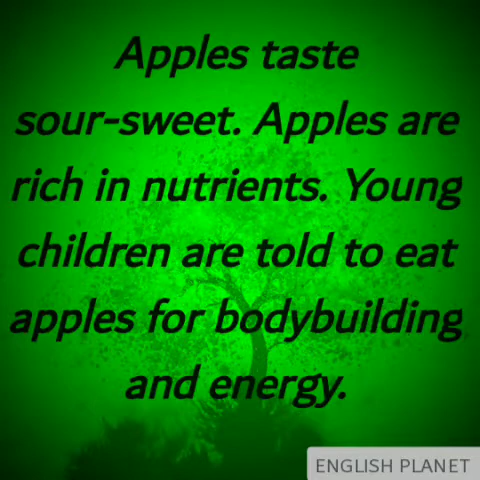 Apples taste
sour-sweet. Apples are
rich in nutrients. Young
children are told to eat
apples for bodybuilding
and energy.
ENGLISH PLANET